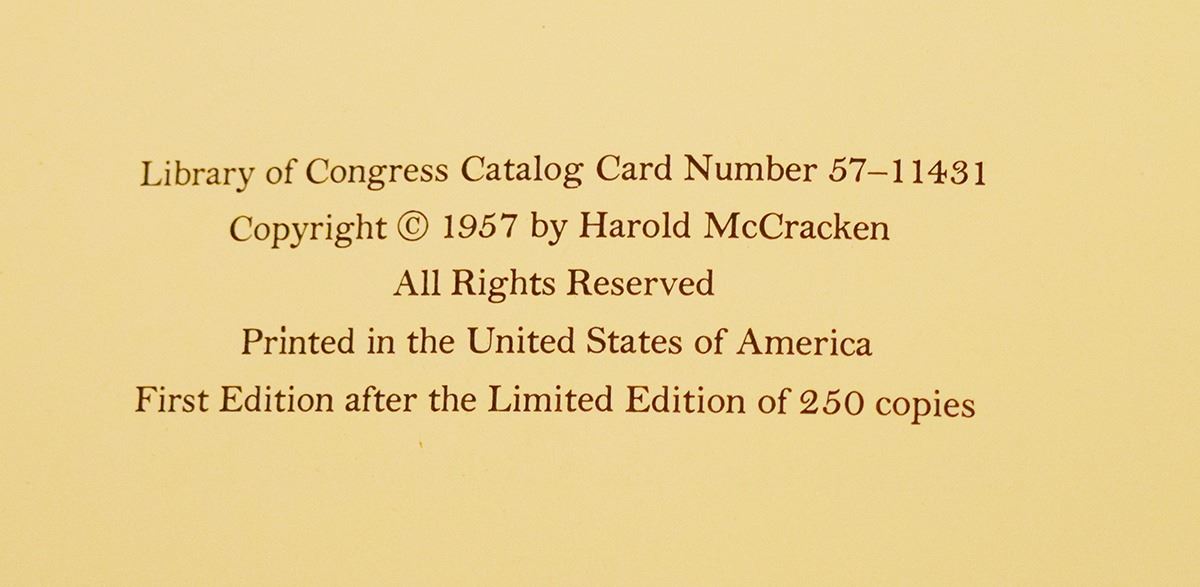 Library of Congress Catalog Card Number 57–11431
Copyright © 1957 by Harold McCracken
All Rights Reserved
Printed in the United States of America
First Edition after the Limited Edition of 250 copies